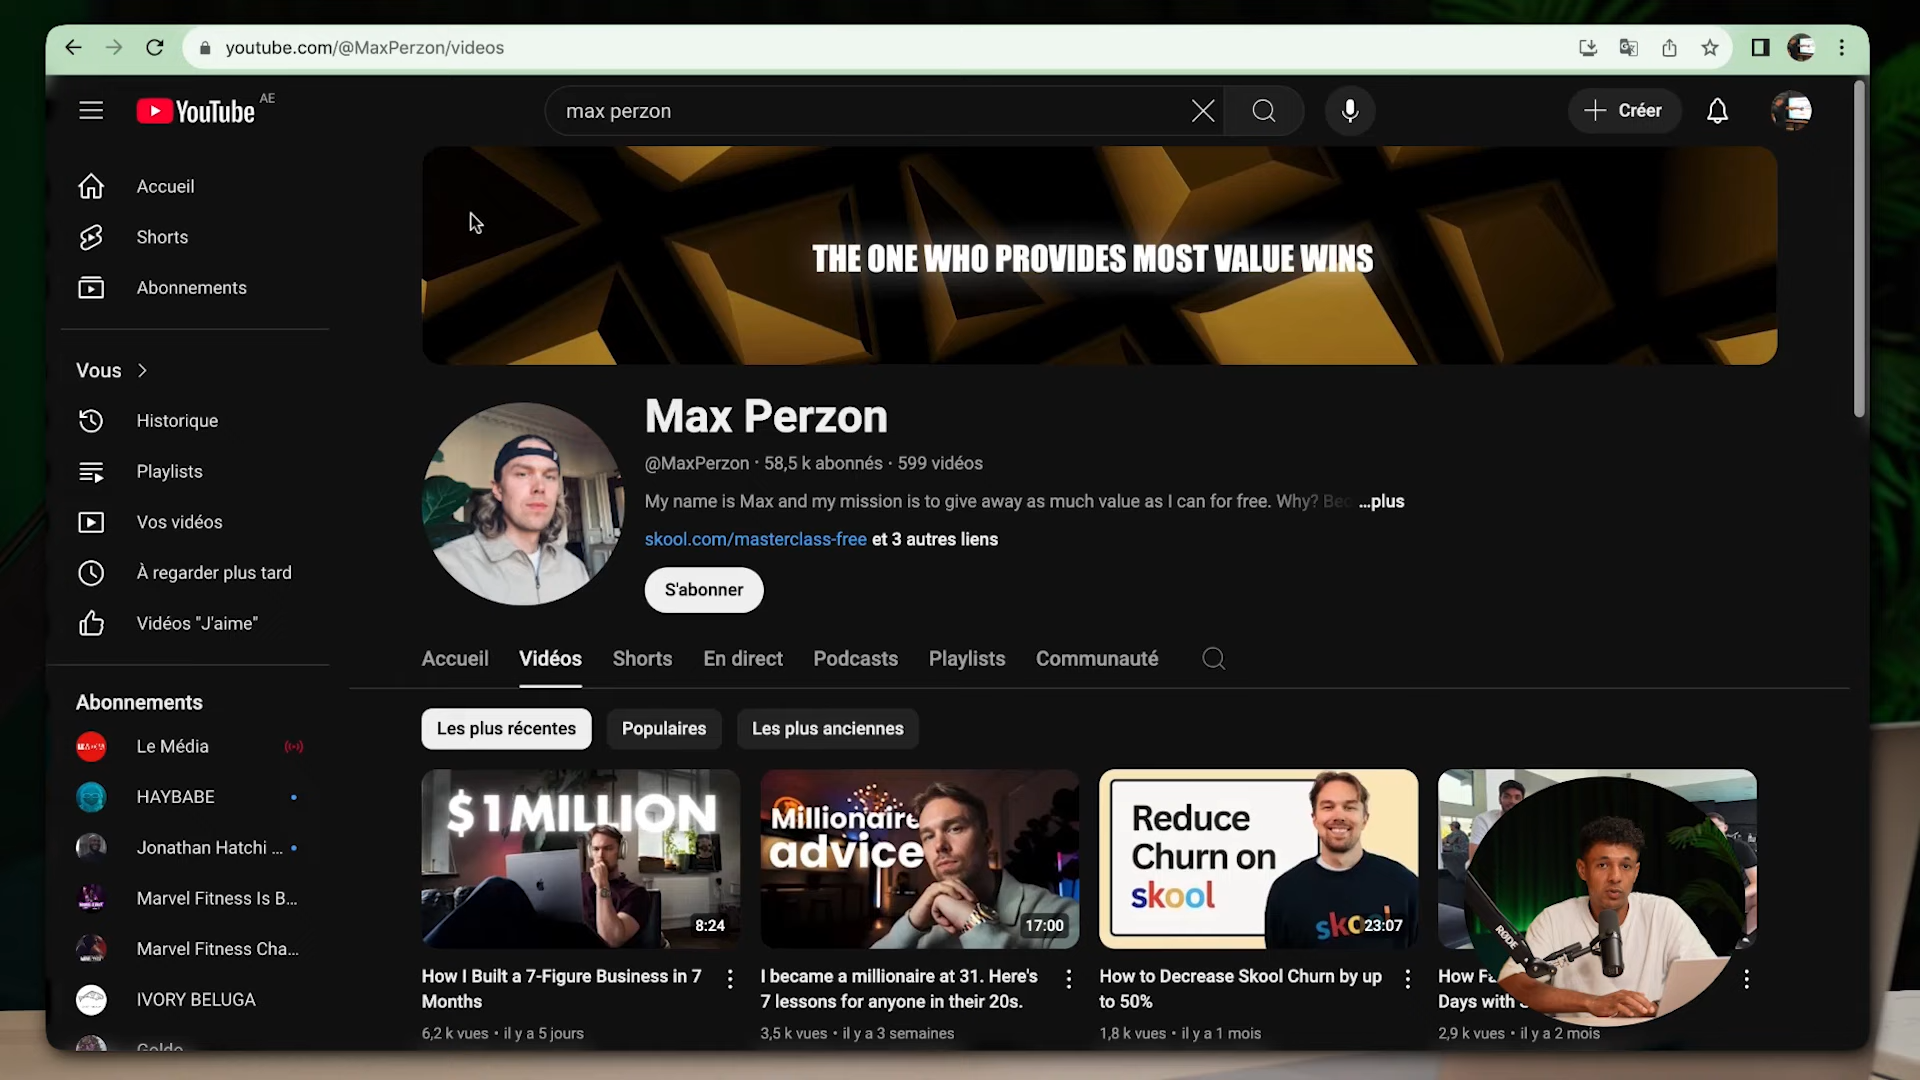 youtube.com/@MaxPerzon/videos
YouTube AE
max perzon
Créer
Accueil
Shorts
Abonnements
Vous
Historique
Playlists
Vos vidéos
À regarder plus tard
Vidéos "J'aime"
Abonnements
Le Média
HAYBABE
Jonathan Hatchi ...
Marvel Fitness Is B...
Marvel Fitness Cha...
IVORY BELUGA
THE ONE WHO PROVIDES MOST VALUE WINS
Max Perzon
@MaxPerzon · 58,5 k abonnés · 599 vidéos
My name is Max and my mission is to give away as much value as I can for free. Why? ...plus
skool.com/masterclass-free et 3 autres liens
S'abonner
Accueil Vidéos Shorts En direct Podcasts Playlists Communauté
Les plus récentes Populaires Les plus anciennes
$1 MILLION
8:24
How I Built a 7-Figure Business in 7
Months
6,2 k vues · il y a 5 jours
Millionaire
advice
17:00
I became a millionaire at 31. Here's
7 lessons for anyone in their 20s.
3,5 k vues · il y a 3 semaines
Reduce
Churn on
skool
skool
23:07
How to Decrease Skool Churn by up
to 50%
1,8 k vues · il y a 1 mois
RØDE
How
Days with
2,9 k vues · il y a 2 mois